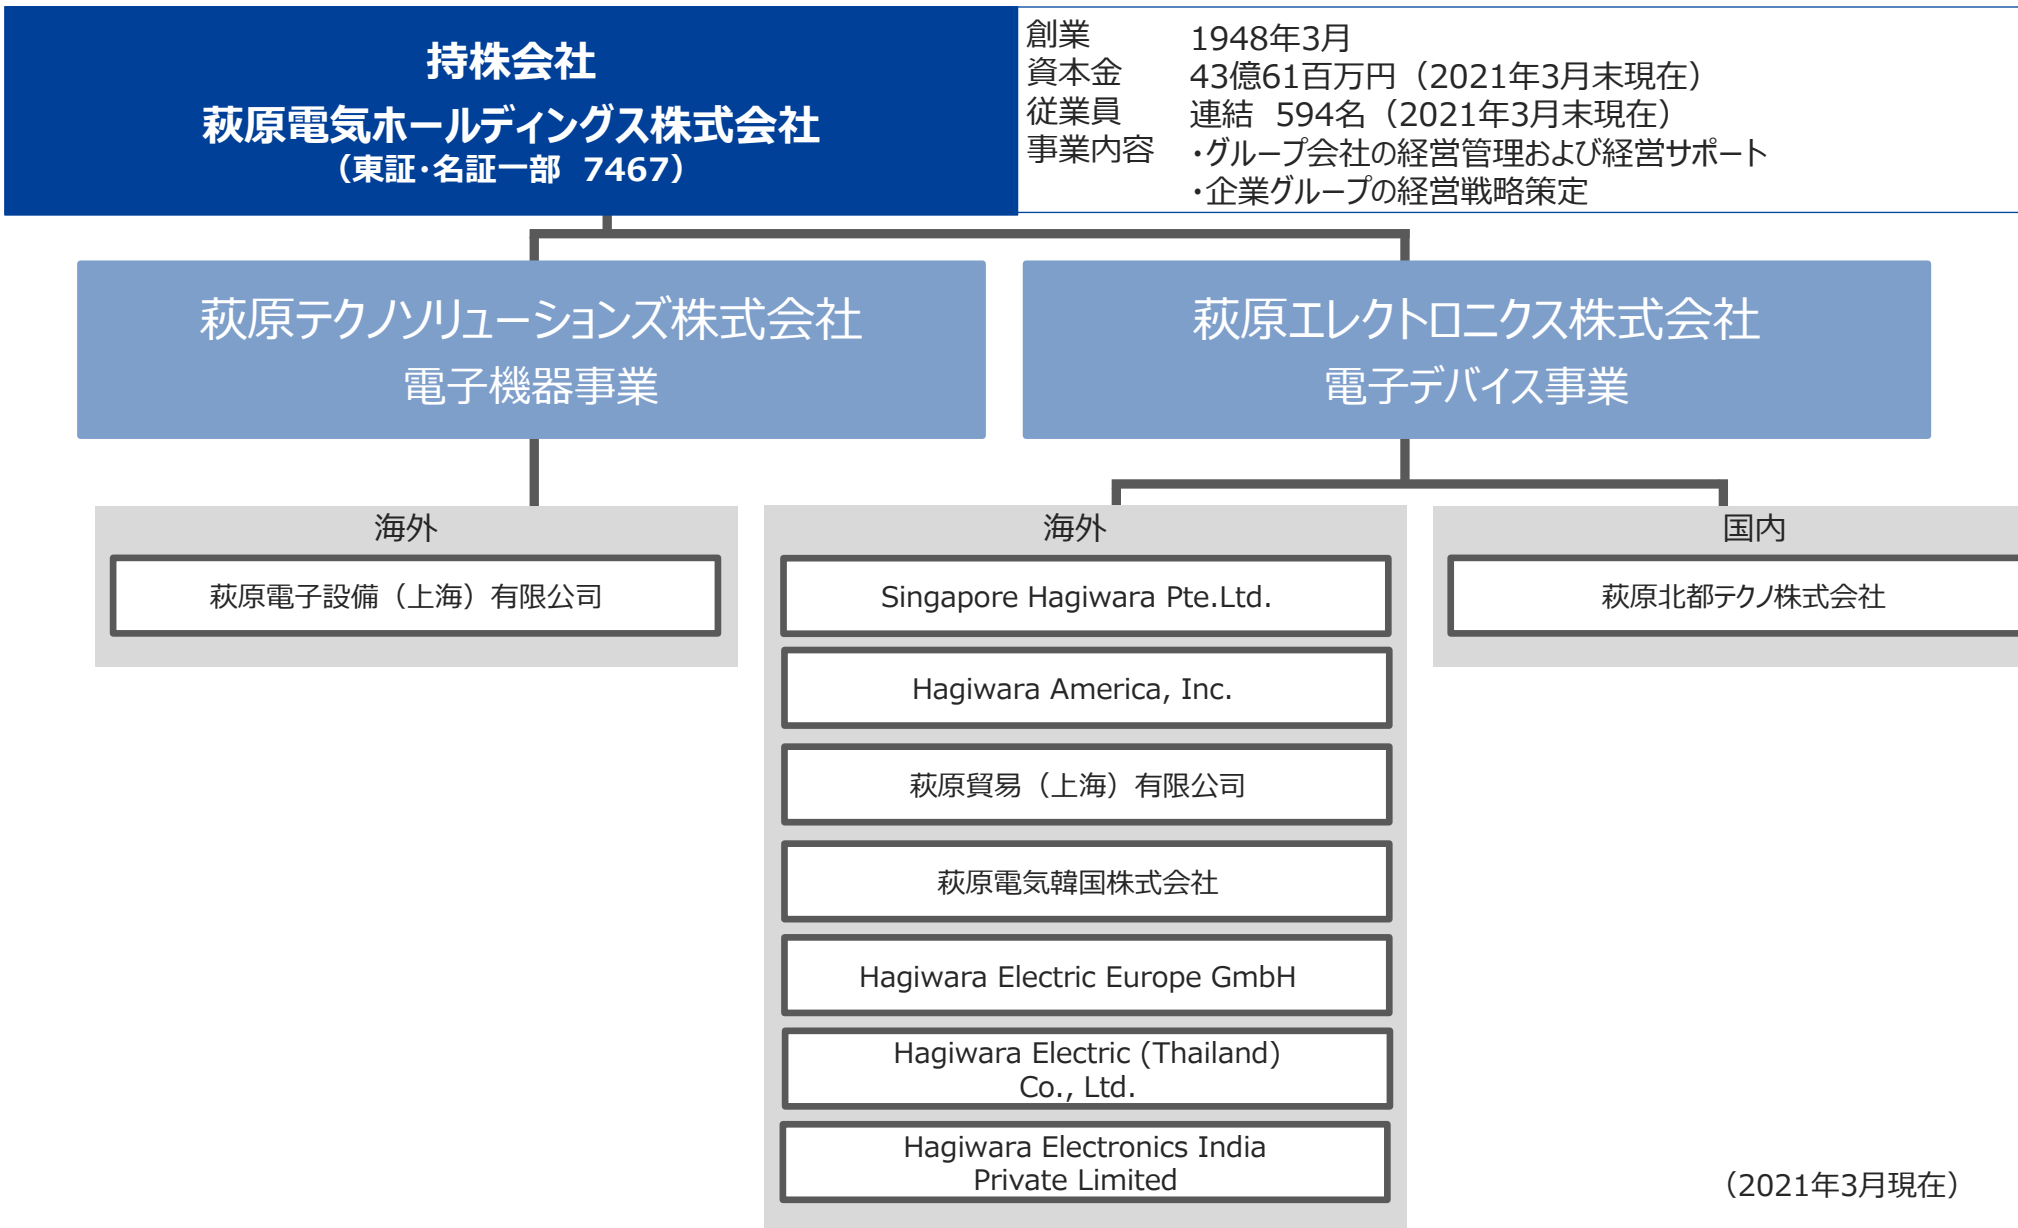 持株会社
萩原電気ホールディングス株式会社
（東証・名証一部 7467）
創業 1948年3月
資本金 43億61百万円（2021年3月末現在）
従業員 連結 594名（2021年3月末現在）
事業内容 ・グループ会社の経営管理および経営サポート
・企業グループの経営戦略策定
萩原テクノソリューションズ株式会社
電子機器事業
萩原エレクトロニクス株式会社
電子デバイス事業
海外
萩原電子設備（上海）有限公司
海外
Singapore Hagiwara Pte.Ltd.
Hagiwara America, Inc.
萩原貿易（上海）有限公司
萩原電気韓国株式会社
Hagiwara Electric Europe GmbH
Hagiwara Electric (Thailand)
Co., Ltd.
Hagiwara Electronics India
Private Limited
国内
萩原北都テクノ株式会社
（2021年3月現在）